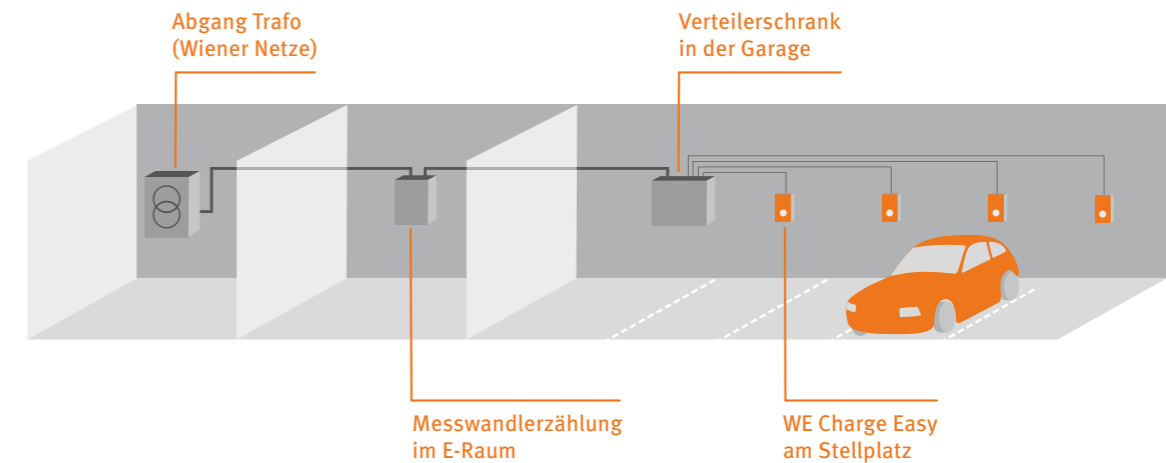 Abgang Trafo
(Wiener Netze)
Verteilerschrank
in der Garage
Messwandlerzählung
im E-Raum
WE Charge Easy
am Stellplatz